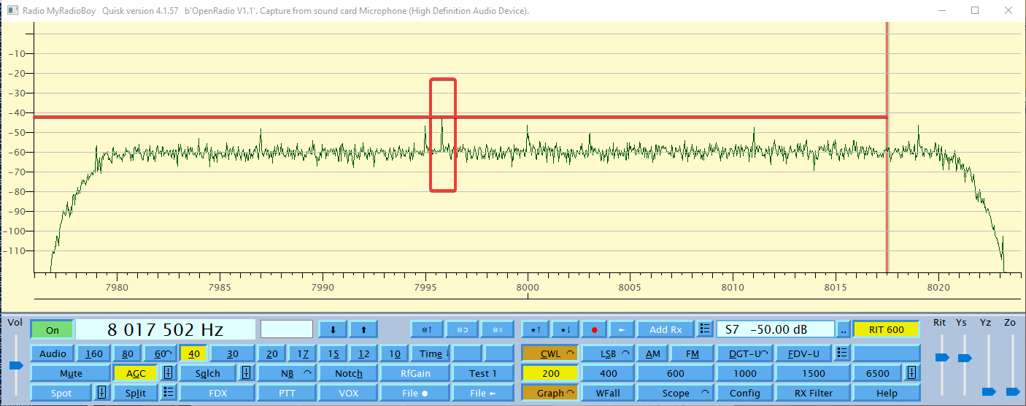 Radio MyRadioBoy Quisk version 4.1.57 b'OpenRadio V1.1'. Capture from sound card Microphone (High Definition Audio Device).
-10
-20
-30
-40
-50
-60
-70
-80
-90
-100
-110
7980 7985 7990 7995 8000 8005 8010 8015 8020
Vol On 8 017 502 Hz Add Rx S7 -50.00 dB .. RIT 600 Rit Ys Yz Zo
Audio 160 80 60 40 30 20 17 15 12 10 Time CWL LSB AM FM DGT-U FDV-U
Mute AGC Sqlch NB Notch RfGain Test 1 200 400 600 1000 1500 6500
Spot Split FDX PTT VOX File ● File ← Graph WFall Scope Config RX Filter Help